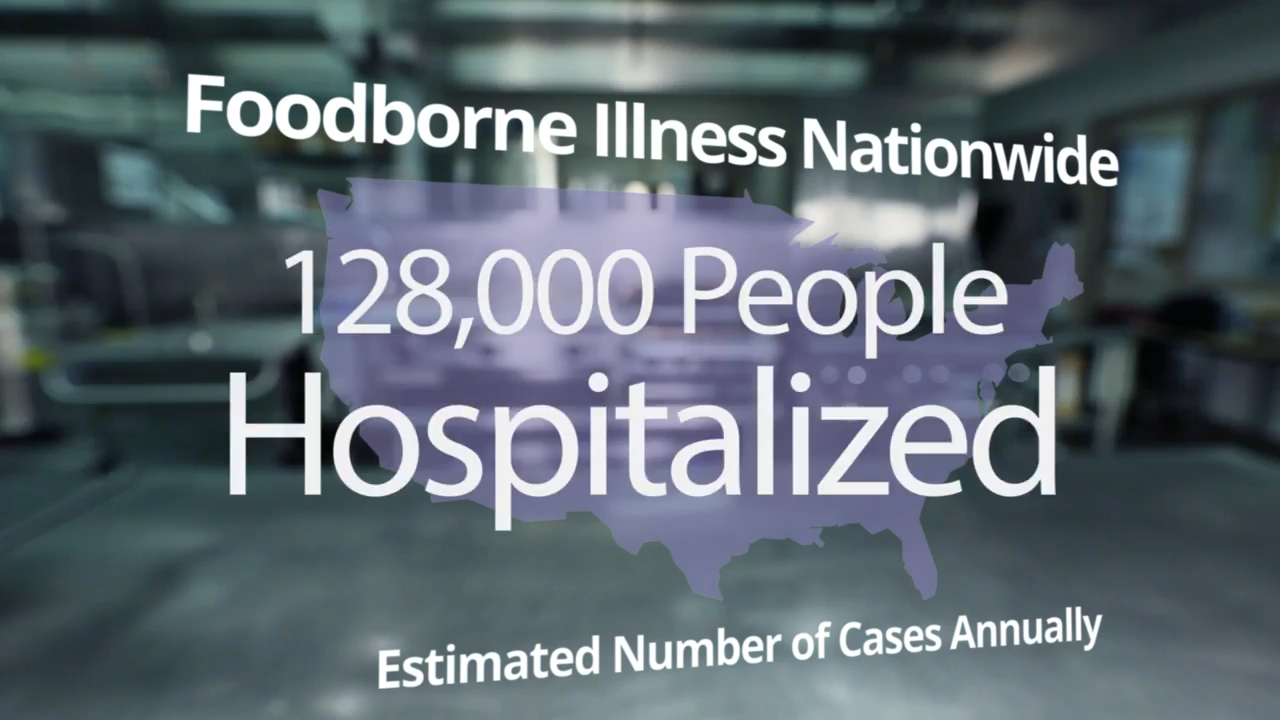 Foodborne Illness Nationwide
128,000 People
Hospitalized
Estimated Number of Cases Annually